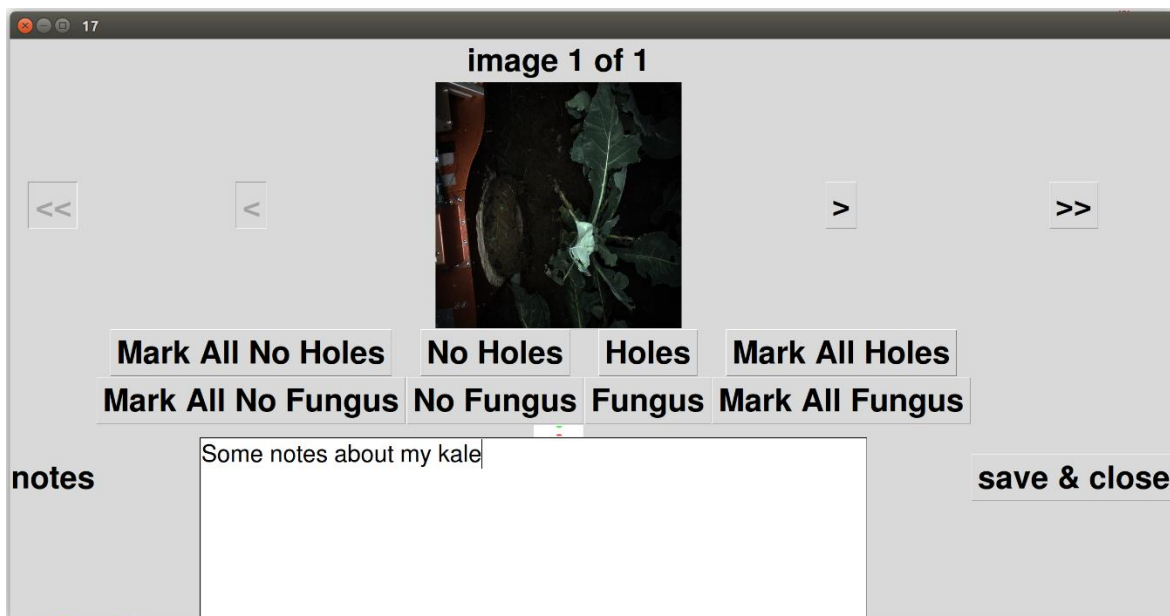 17
image 1 of 1
<< < > >>
Mark All No Holes No Holes Holes Mark All Holes
Mark All No Fungus No Fungus Fungus Mark All Fungus
Some notes about my kale
notes
save & close